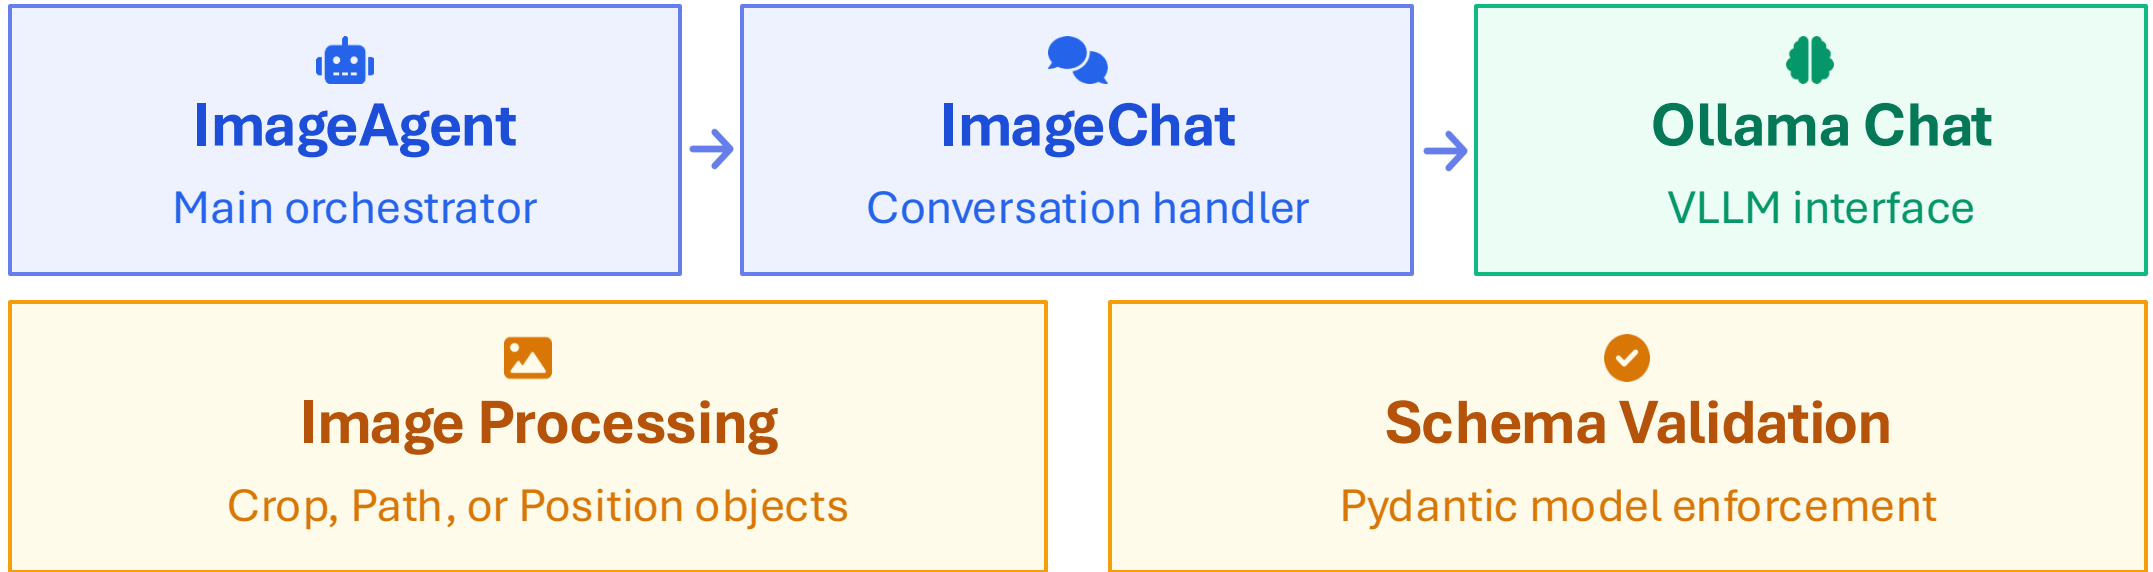 ImageAgent
Main orchestrator
ImageChat
Conversation handler
Ollama Chat
VLLM interface
Image Processing
Crop, Path, or Position objects
Schema Validation
Pydantic model enforcement